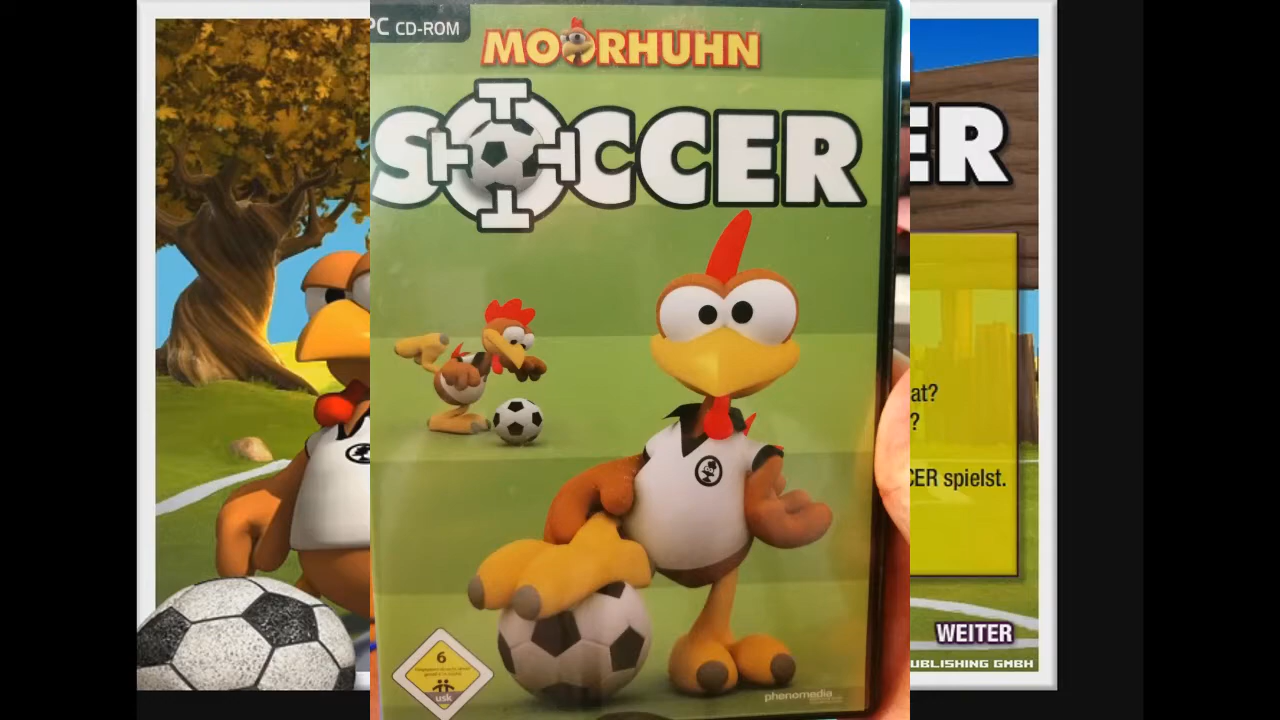 PC CD-ROM
MOORHUHN
SOCCER
ER
at?
?
CER spielst.
WEITER
UBLISHING GMBH
6
usk
phenomedia